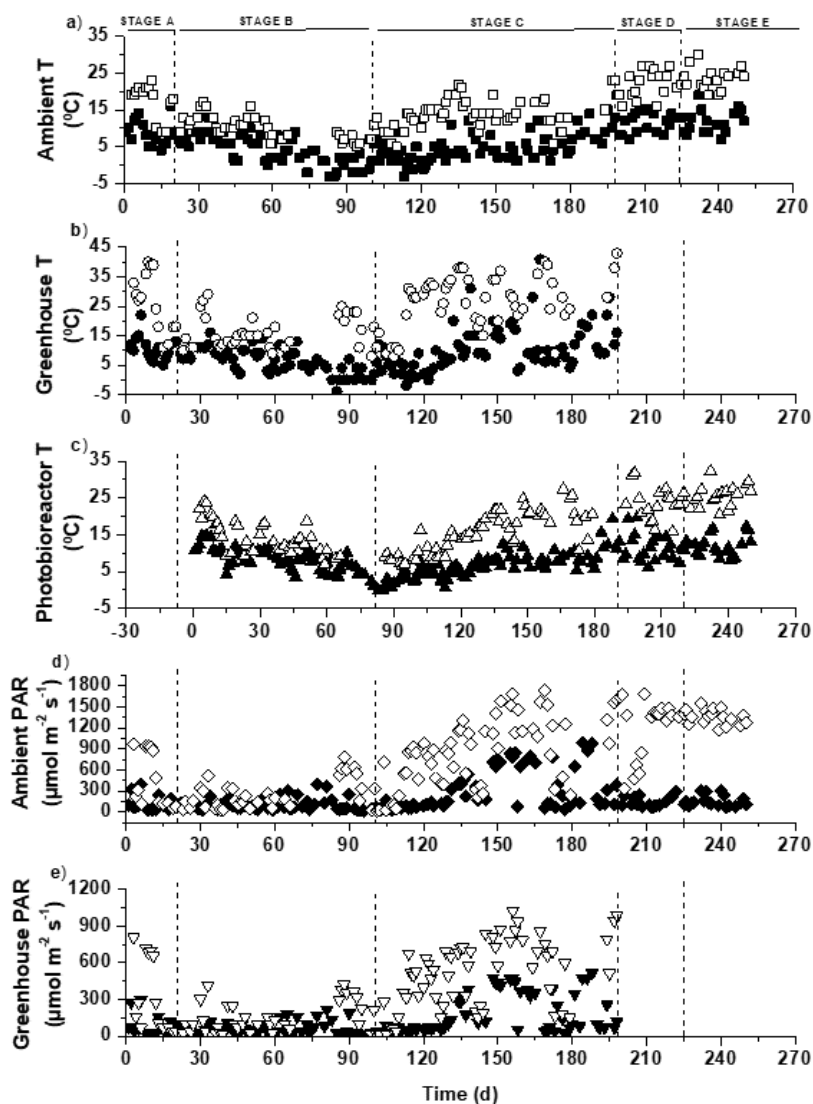 STAGE A STAGE B STAGE C STAGE D STAGE E
a)
Ambient T
(ºC)
35
25
15
5
-5
0 30 60 90 120 150 180 210 240 270
b)
Greenhouse T
(ºC)
45
35
25
15
5
-5
0 30 60 90 120 150 180 210 240 270
c)
Photobioreactor T
(ºC)
35
25
15
5
-5
-30 0 30 60 90 120 150 180 210 240 270
d)
Ambient PAR
(µmol m-2 s-1)
1800
1500
1200
900
600
300
0
0 30 60 90 120 150 180 210 240 270
e)
Greenhouse PAR
(µmol m-2 s-1)
1200
900
600
300
0
0 30 60 90 120 150 180 210 240 270
Time (d)